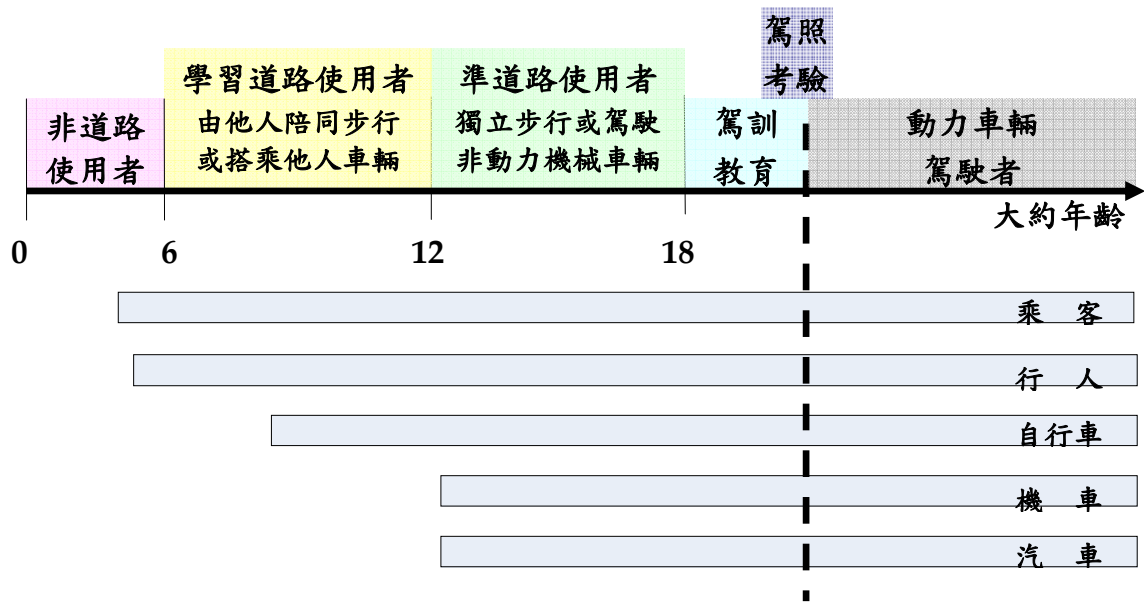 駕照
考驗
學習道路使用者
由他人陪同步行
或搭乘他人車輛
準道路使用者
獨立步行或駕駛
非動力機械車輛
非道路
使用者
駕訓
教育
動力車輛
駕駛者
大約年齡
0 6 12 18
乘 客
行 人
自行車
機 車
汽 車